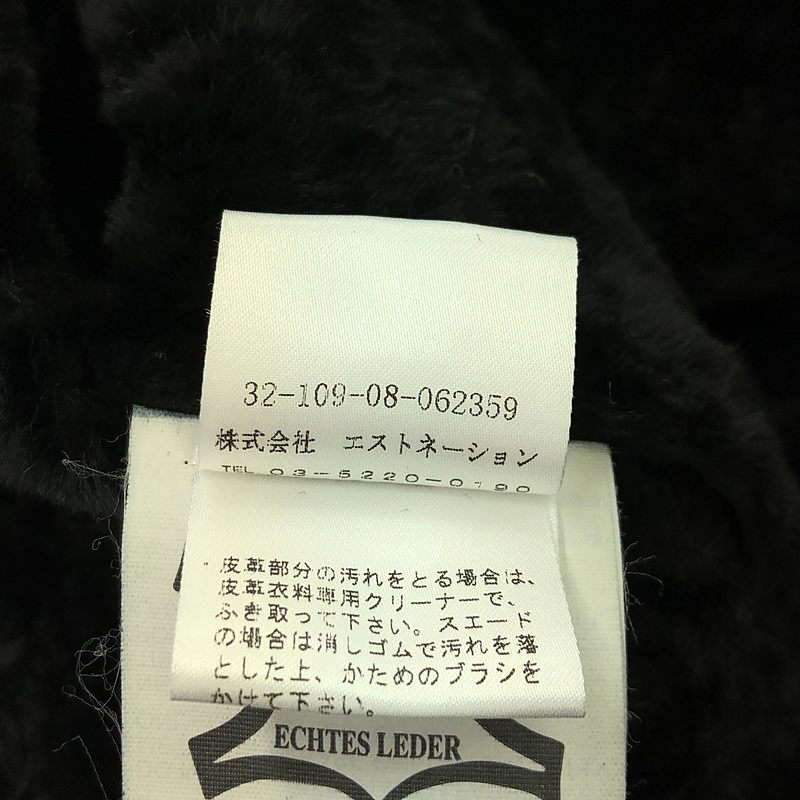 32-109-08-062359
株式会社 エストネーション
TEL 03-5220-0190
皮革部分の汚れをとる場合は、
皮革衣料専用クリーナーで、
ふき取って下さい。スエード
の場合は消しゴムで汚れを落
とした上、かためのブラシを
かけて下さい。
ECHTES LEDER